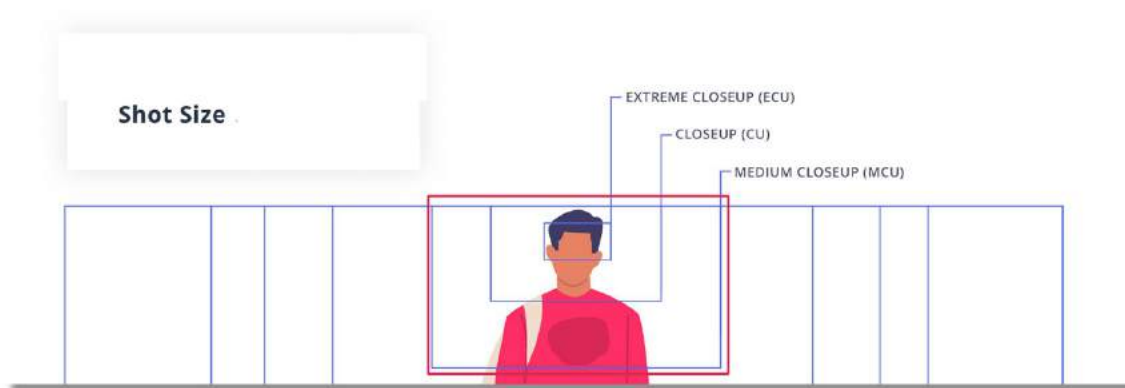 Shot Size
EXTREME CLOSEUP (ECU)
CLOSEUP (CU)
MEDIUM CLOSEUP (MCU)